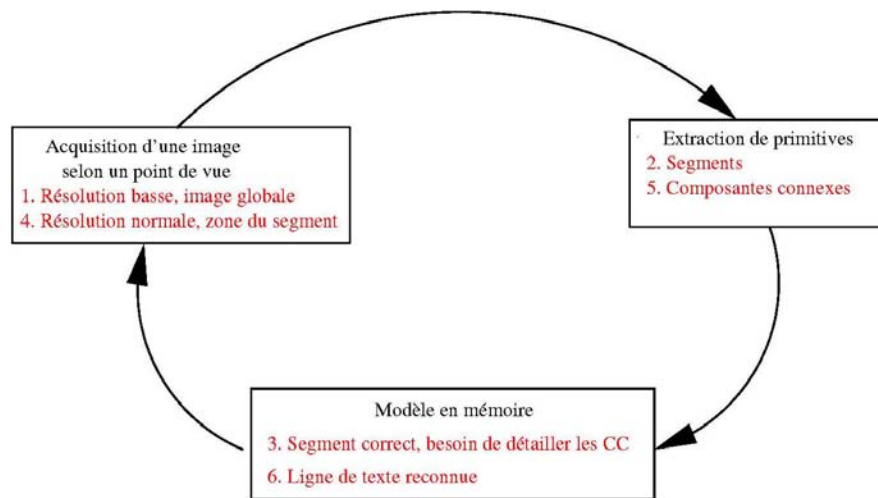 Acquisition d'une image
selon un point de vue
1. Résolution basse, image globale
4. Résolution normale, zone du segment
Extraction de primitives
2. Segments
5. Composantes connexes
Modèle en mémoire
3. Segment correct, besoin de détailler les CC
6. Ligne de texte reconnue